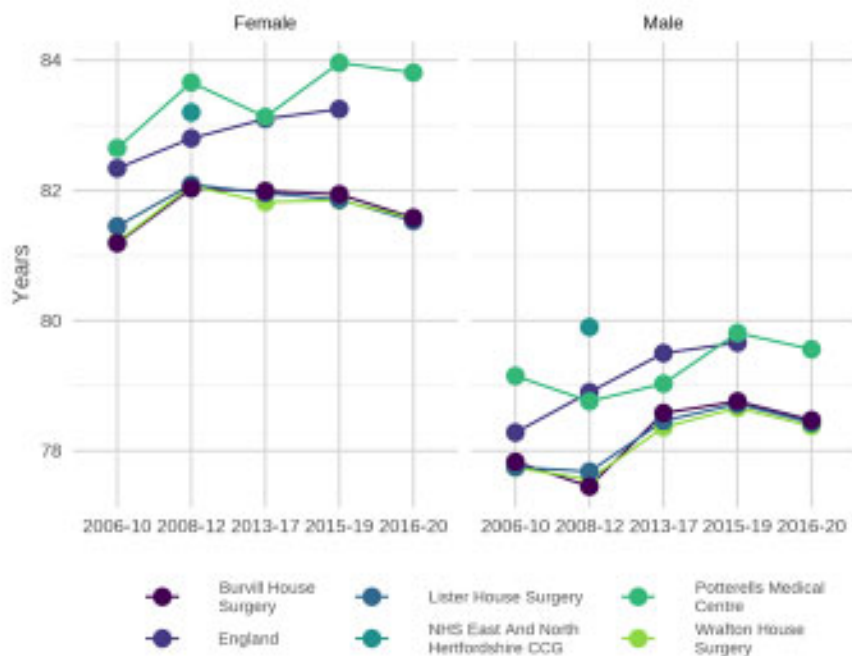 Female
Male
84
82
80
78
Years
2006-10 2008-12 2013-17 2015-19 2016-20
2006-10 2008-12 2013-17 2015-19 2016-20
Burvill House
Surgery
Lister House Surgery
Potterells Medical
Centre
England
NHS East And North
Hertfordshire CCG
Wrafton House
Surgery